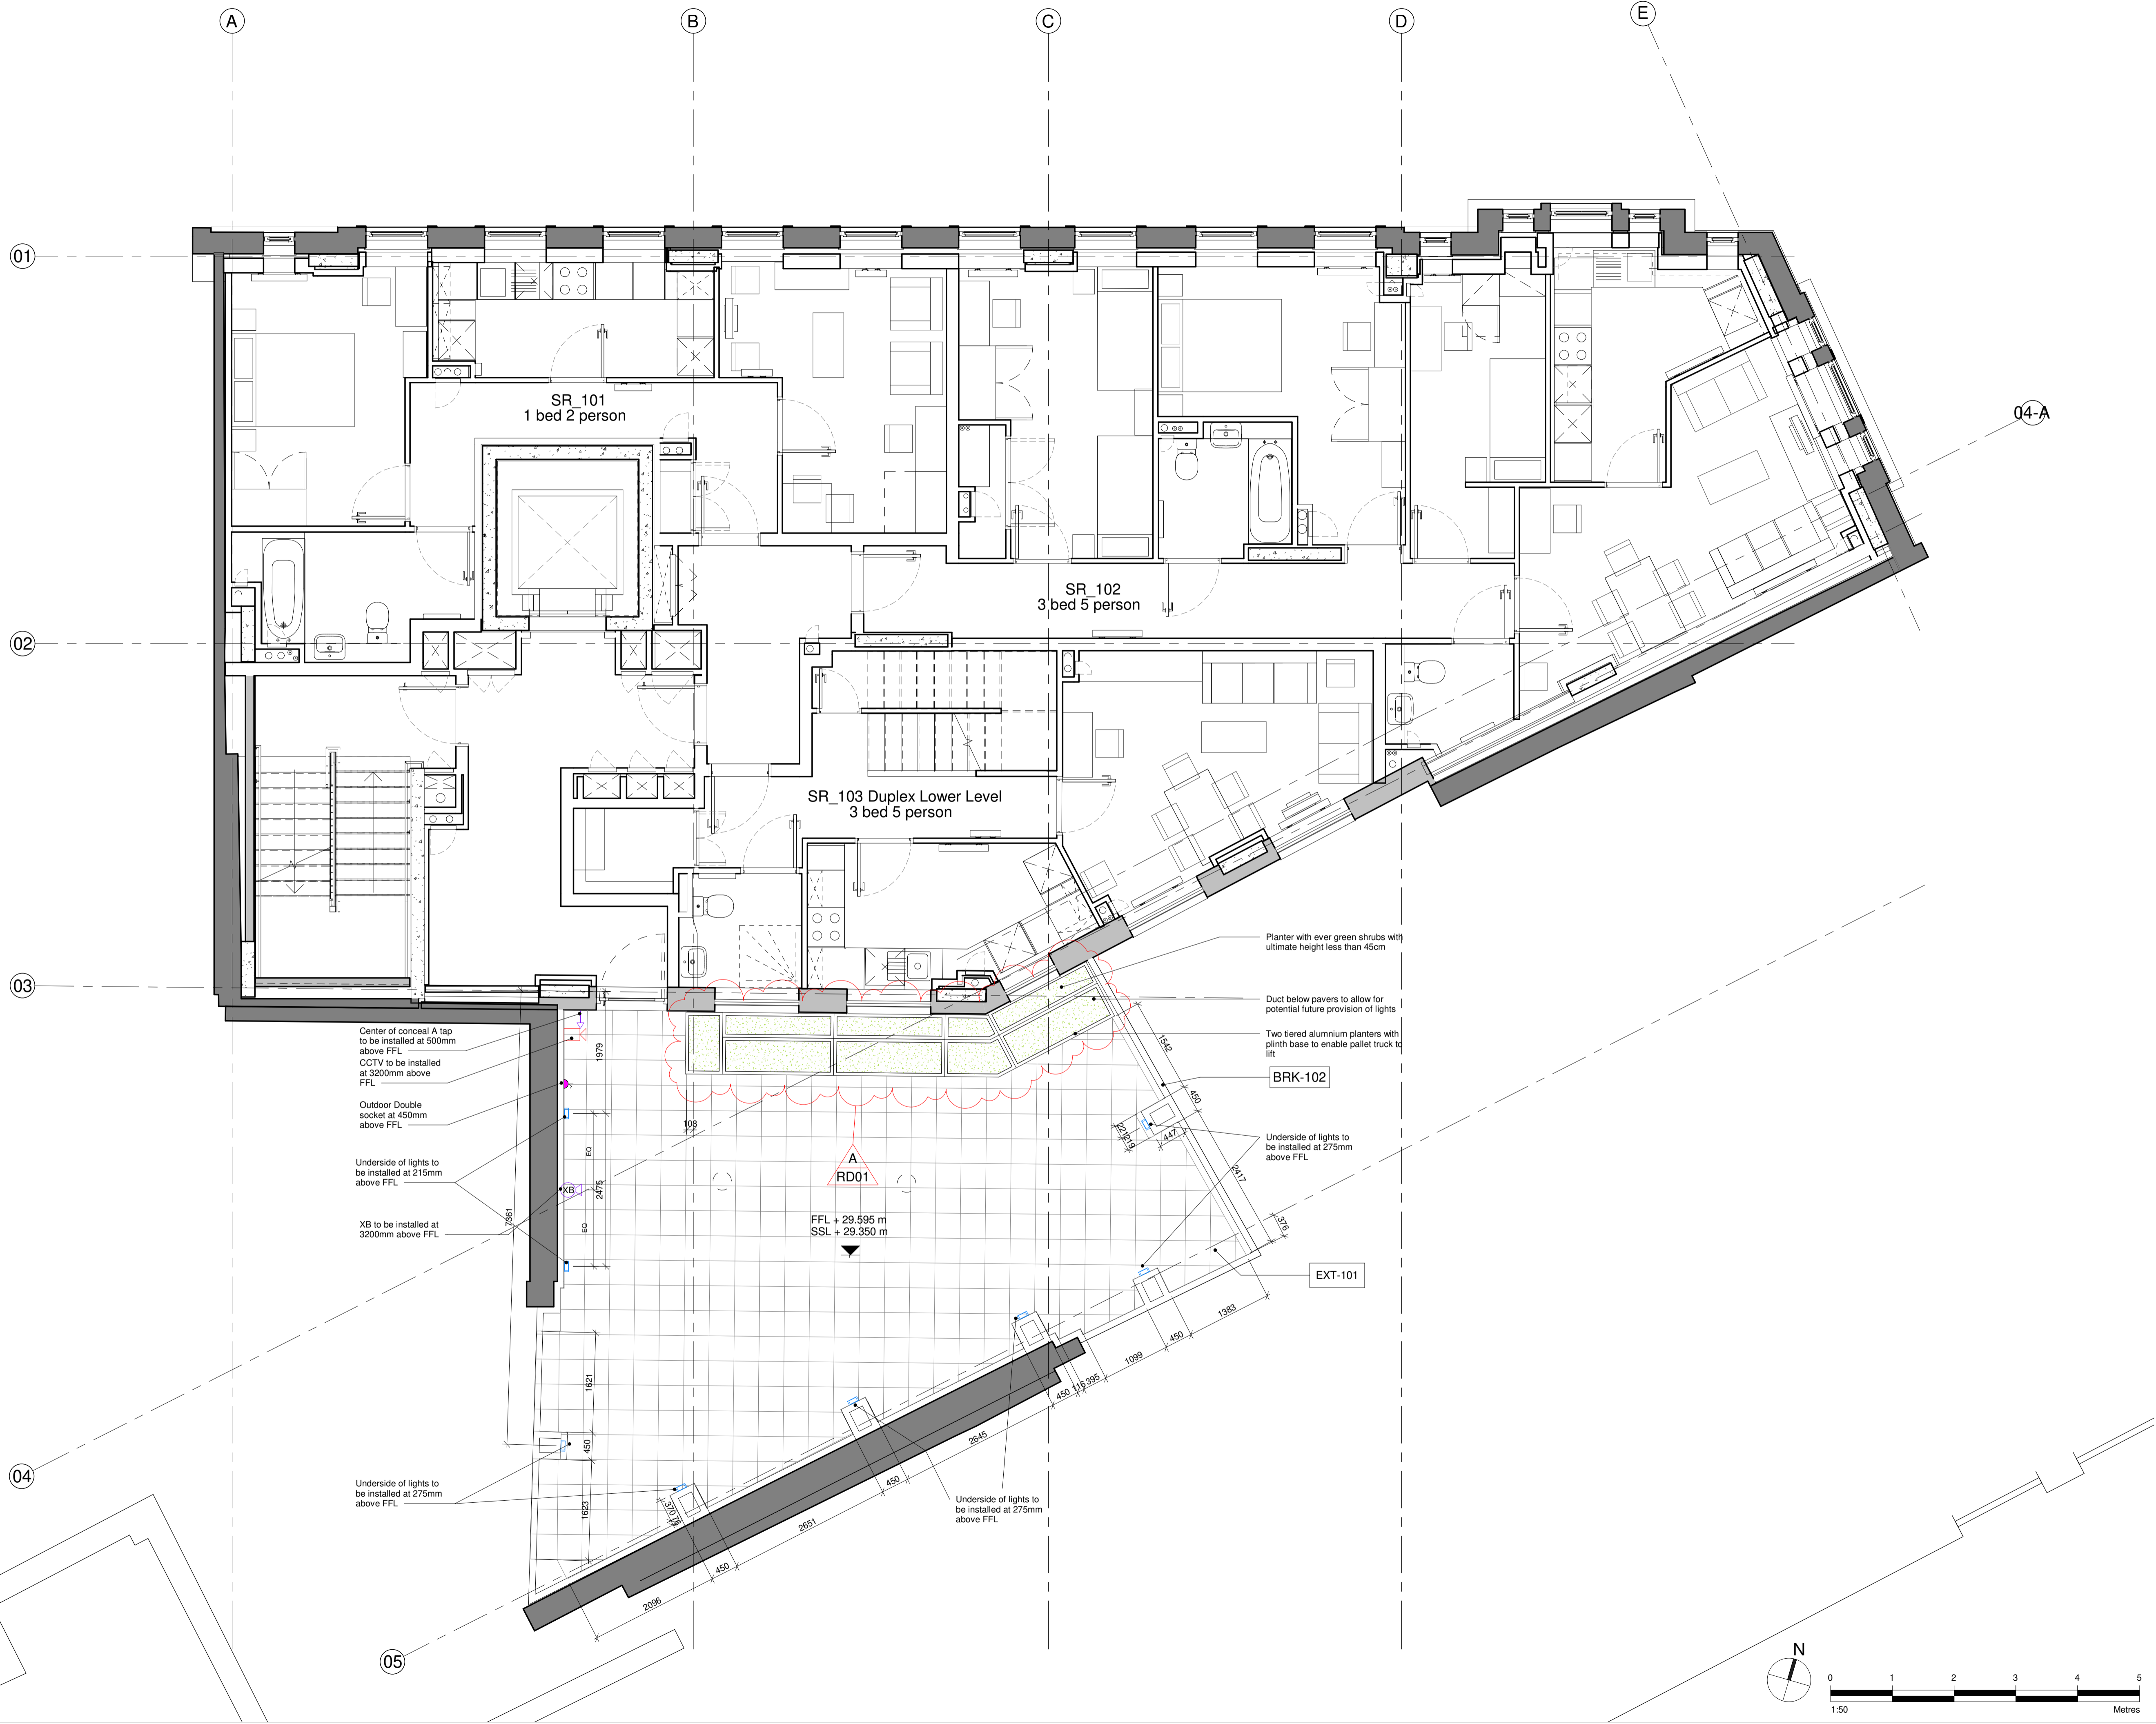 A
B
C
D
E
01
04-A
02
03
04
05
SR_101
1 bed 2 person
SR_102
3 bed 5 person
SR_103 Duplex Lower Level
3 bed 5 person
Planter with ever green shrubs with
ultimate height less than 45cm
Duct below pavers to allow for
potential future provision of lights
Two tiered alumnium planters with
plinth base to enable pallet truck to
lift
BRK-102
Center of conceal A tap
to be installed at 500mm
above FFL
CCTV to be installed
at 3200mm above
FFL
Outdoor Double
socket at 450mm
above FFL
Underside of lights to
be installed at 215mm
above FFL
XB to be installed at
3200mm above FFL
XB
Underside of lights to
be installed at 275mm
above FFL
Underside of lights to
be installed at 275mm
above FFL
Underside of lights to
be installed at 275mm
above FFL
A
RD01
FFL + 29.595 m
SSL + 29.350 m
EXT-101
1979
EQ
2475
EQ
7361
108
1621
450
1623
1542
450
221
219
447
2417
376
1383
450
1099
395
116
450
2645
450
2651
370
76
450
2096
N
0
1
2
3
4
5
1:50
Metres